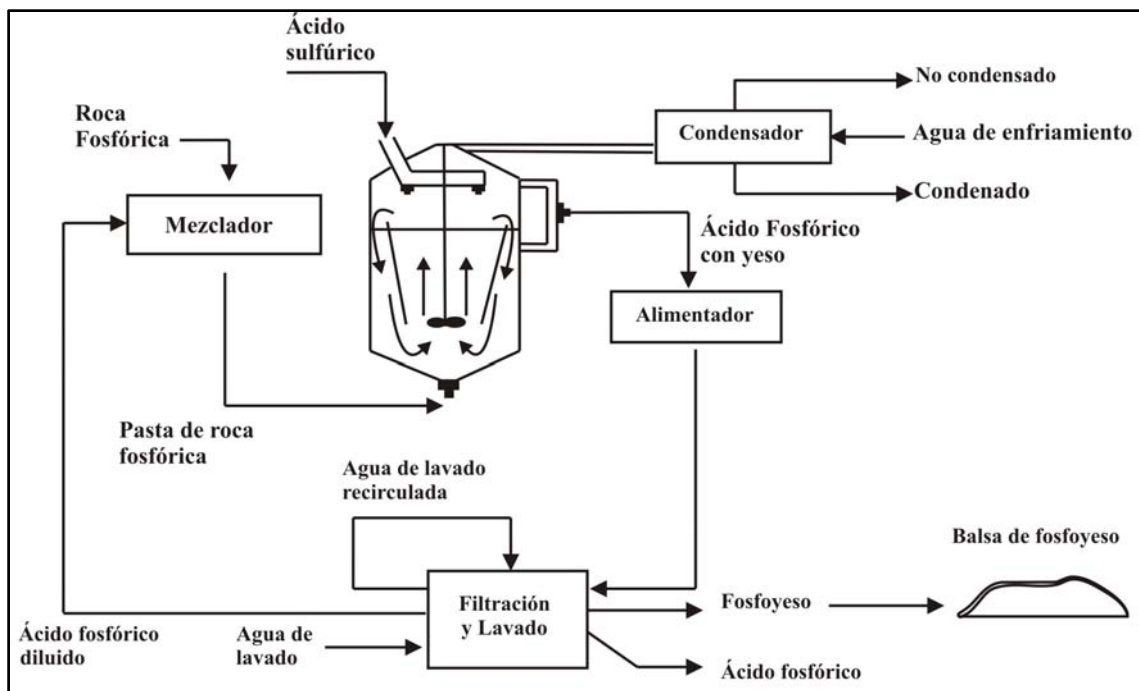 Ácido
sulfúrico
No condensado
Roca
Fosfórica
Condensador
Agua de enfriamiento
Condenado
Mezclador
Ácido Fosfórico
con yeso
Alimentador
Pasta de roca
fosfórica
Agua de lavado
recirculada
Balsa de fosfoyeso
Filtración
y Lavado
Fosfoyeso
Ácido fosfórico
diluido
Agua de
lavado
Ácido fosfórico